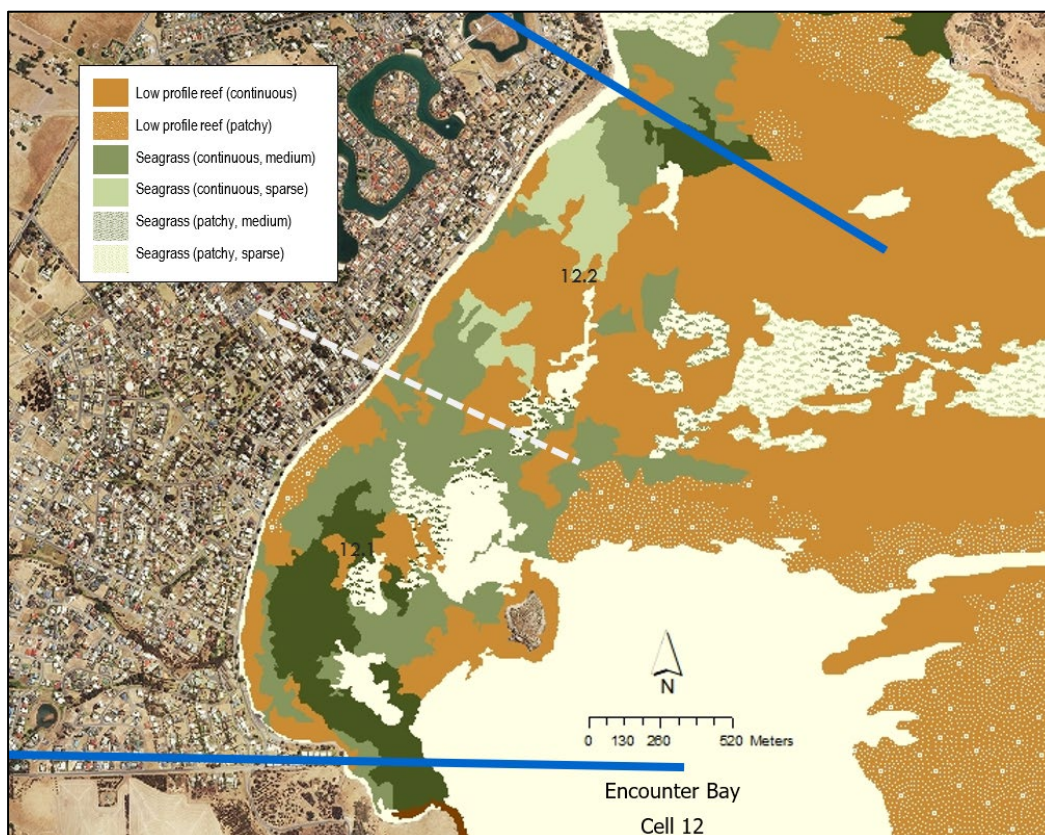 Low profile reef (continuous)
Low profile reef (patchy)
Seagrass (continuous, medium)
Seagrass (continuous, sparse)
Seagrass (patchy, medium)
Seagrass (patchy, sparse)
12.2
12.1
N
0 130 260 520 Meters
Encounter Bay
Cell 12